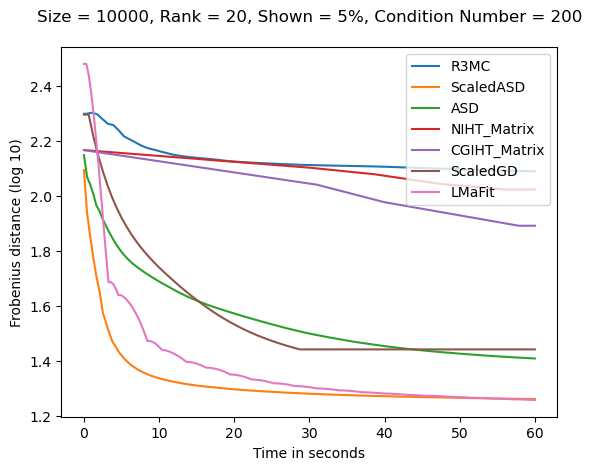 Size = 10000, Rank = 20, Shown = 5%, Condition Number = 200
R3MC
ScaledASD
ASD
NIHT_Matrix
CGIHT_Matrix
ScaledGD
LMaFit
Frobenius distance (log 10)
2.4
2.2
2.0
1.8
1.6
1.4
1.2
0 10 20 30 40 50 60
Time in seconds